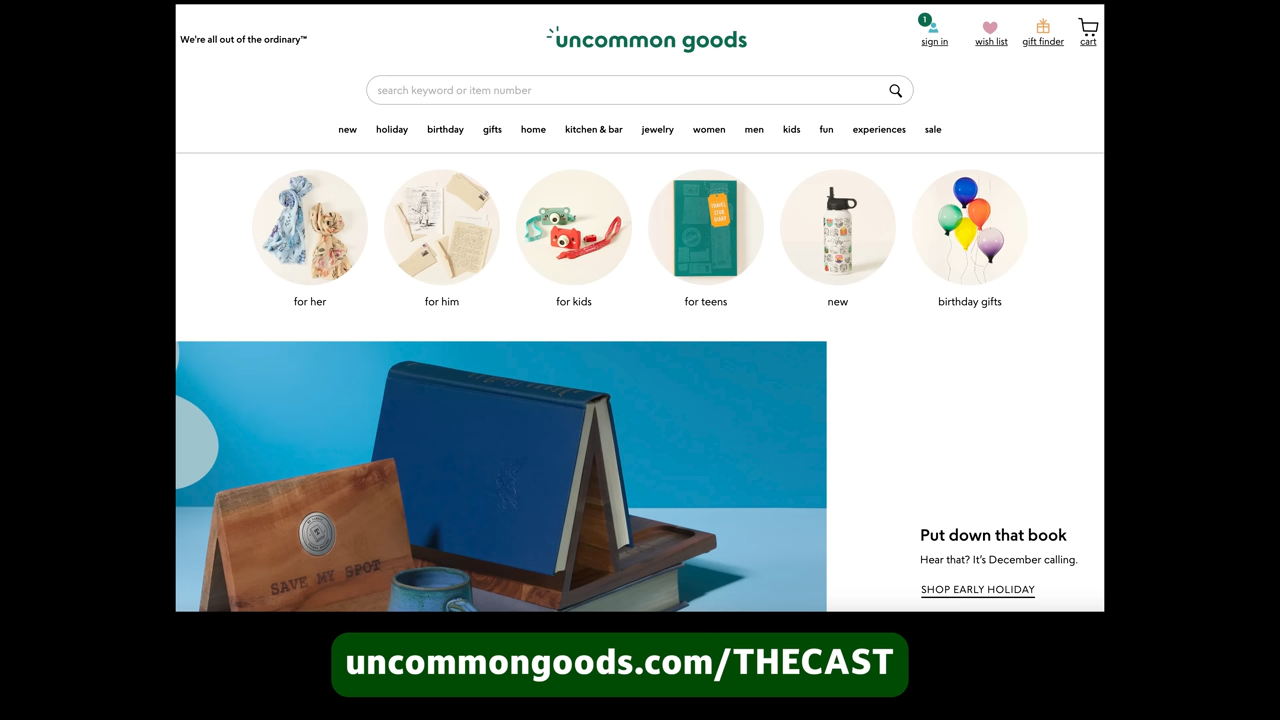 We're all out of the ordinary™
uncommon goods
1
sign in
wish list
gift finder
cart
search keyword or item number
new holiday birthday gifts home kitchen & bar jewelry women men kids fun experiences sale
TRAVEL
STUB
DIARY
for her
for him
for kids
for teens
new
birthday gifts
SAVE MY SPOT
Put down that book
Hear that? It's December calling.
SHOP EARLY HOLIDAY
uncommongoods.com/THECAST